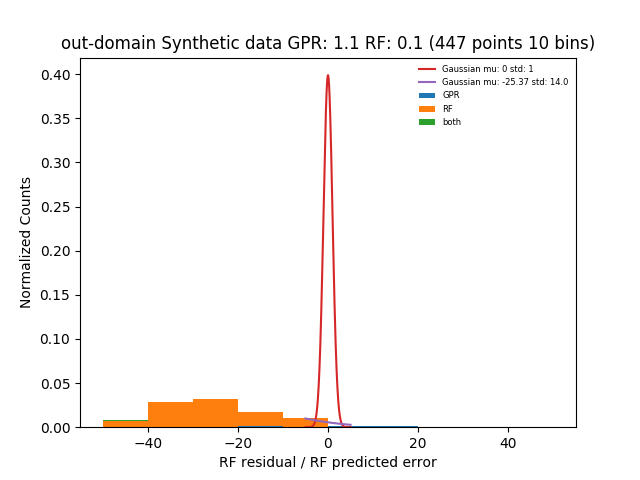 out-domain Synthetic data GPR: 1.1 RF: 0.1 (447 points 10 bins)
Gaussian mu: 0 std: 1
Gaussian mu: -25.37 std: 14.0
GPR
RF
both
0.40
0.35
0.30
0.25
0.20
0.15
0.10
0.05
0.00
Normalized Counts
−40
−20
0
20
40
RF residual / RF predicted error